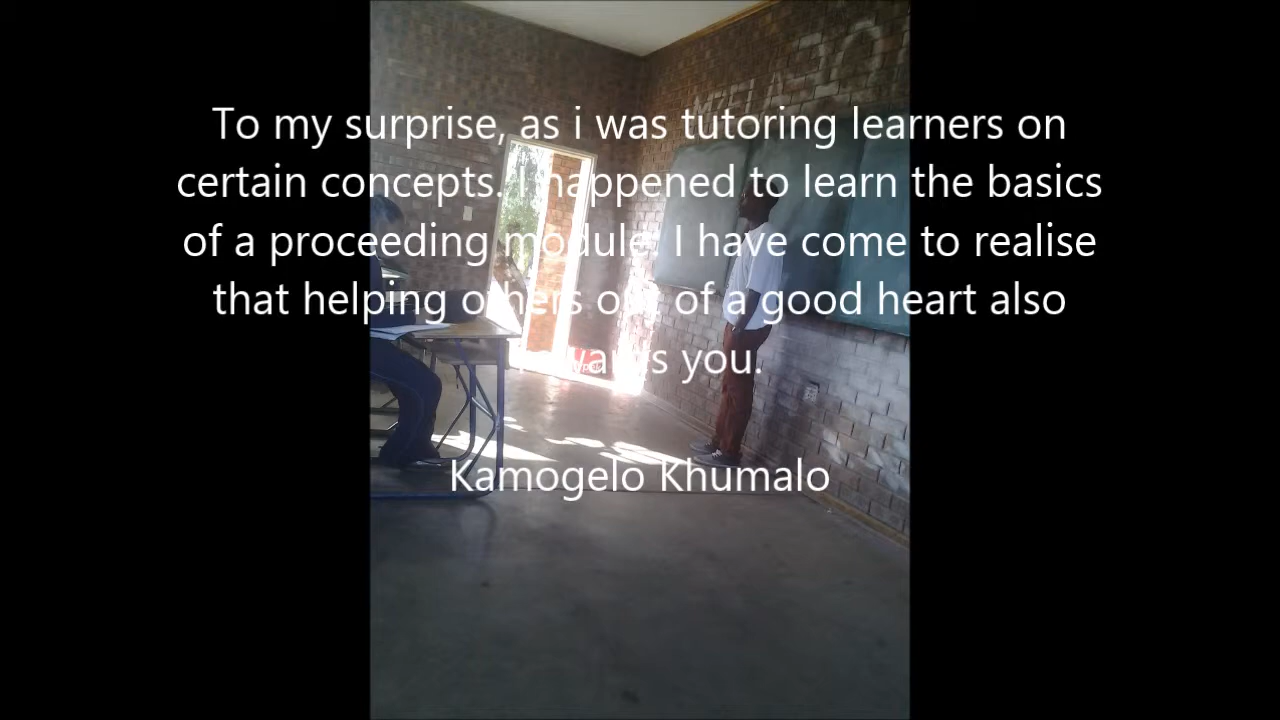 To my surprise, as i was tutoring learners on
certain concepts. I happened to learn the basics
of a proceeding module. I have come to realise
that helping others out of a good heart also
rewards you.
Kamogelo Khumalo